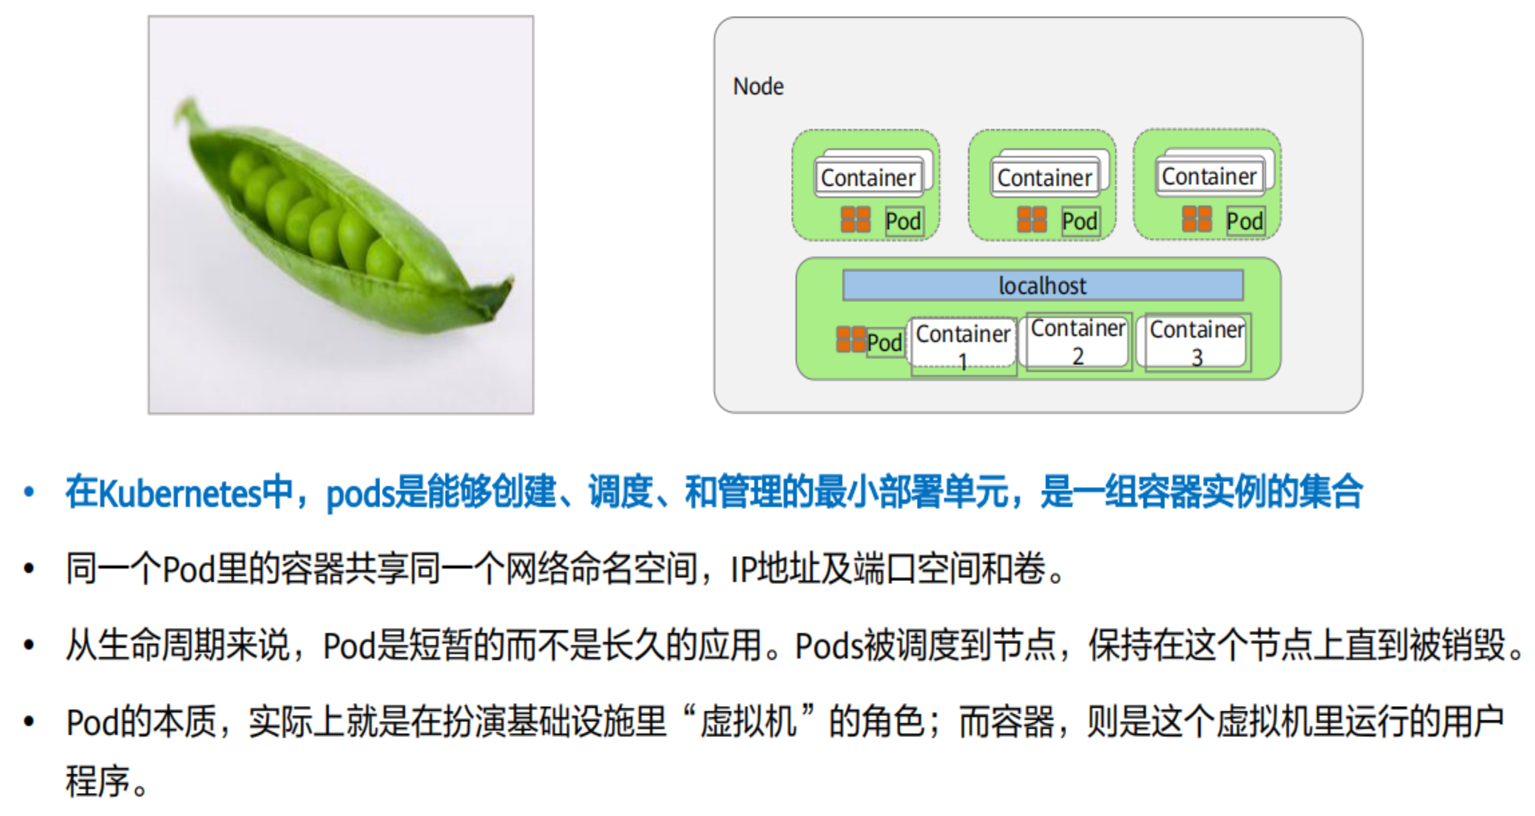 Node
Container
Container
Container
Pod
Pod
Pod
localhost
Pod
Container
1
Container
2
Container
3
• 在Kubernetes中，pods是能够创建、调度、和管理的最小部署单元，是一组容器实例的集合
• 同一个Pod里的容器共享同一个网络命名空间，IP地址及端口空间和卷。
• 从生命周期来说，Pod是短暂的而不是长久的应用。Pods被调度到节点，保持在这个节点上直到被销毁。
• Pod的本质，实际上就是在扮演基础设施里“虚拟机”的角色；而容器，则是这个虚拟机里运行的用户
程序。